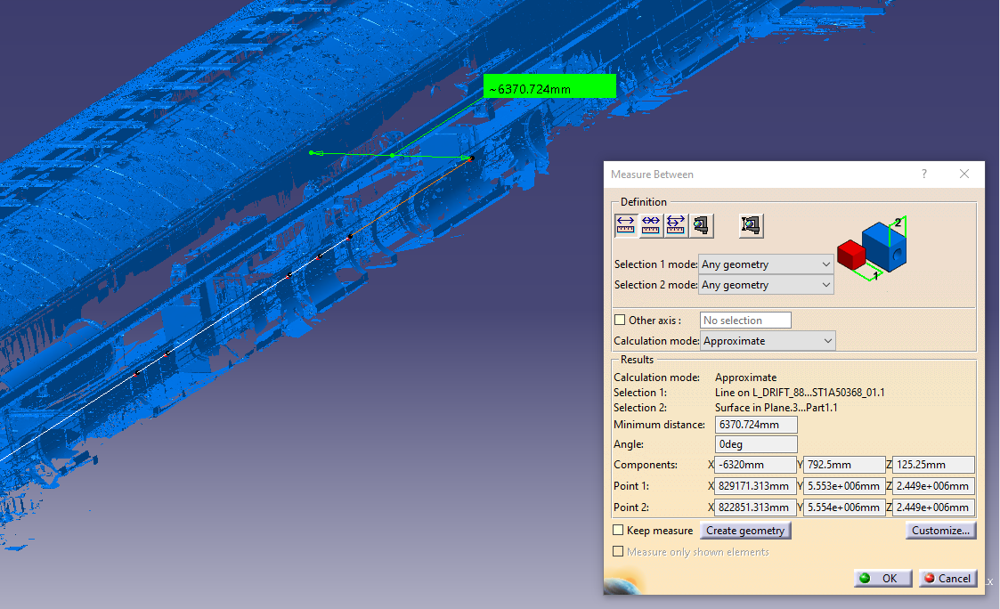 ~6370.724mm
Measure Between
?
Definition
2
1
Selection 1 mode: Any geometry
Selection 2 mode: Any geometry
Other axis : No selection
Calculation mode: Approximate
Results
Calculation mode: Approximate
Selection 1: Line on L_DRIFT_88...ST1A50368_01.1
Selection 2: Surface in Plane.3...Part1.1
Minimum distance: 6370.724mm
Angle: 0deg
Components: X -6320mm Y 792.5mm Z 125.25mm
Point 1: X 829171.313mm Y 5.553e+006mm Z 2.449e+006mm
Point 2: X 822851.313mm Y 5.554e+006mm Z 2.449e+006mm
Keep measure Create geometry Customize...
Measure only shown elements
OK Cancel
x